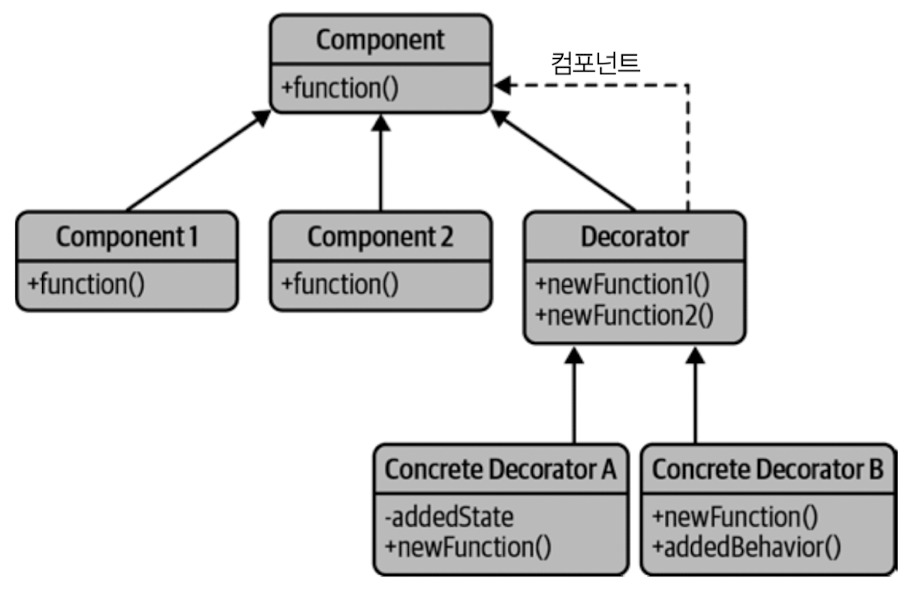 Component
+function()
컴포넌트
Component 1
+function()
Component 2
+function()
Decorator
+newFunction1()
+newFunction2()
Concrete Decorator A
-addedState
+newFunction()
Concrete Decorator B
+newFunction()
+addedBehavior()